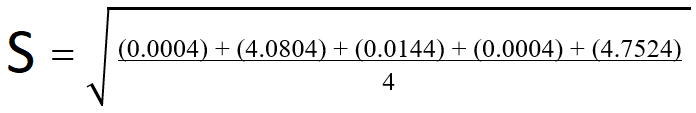 S = √
(0.0004) + (4.0804) + (0.0144) + (0.0004) + (4.7524)
4